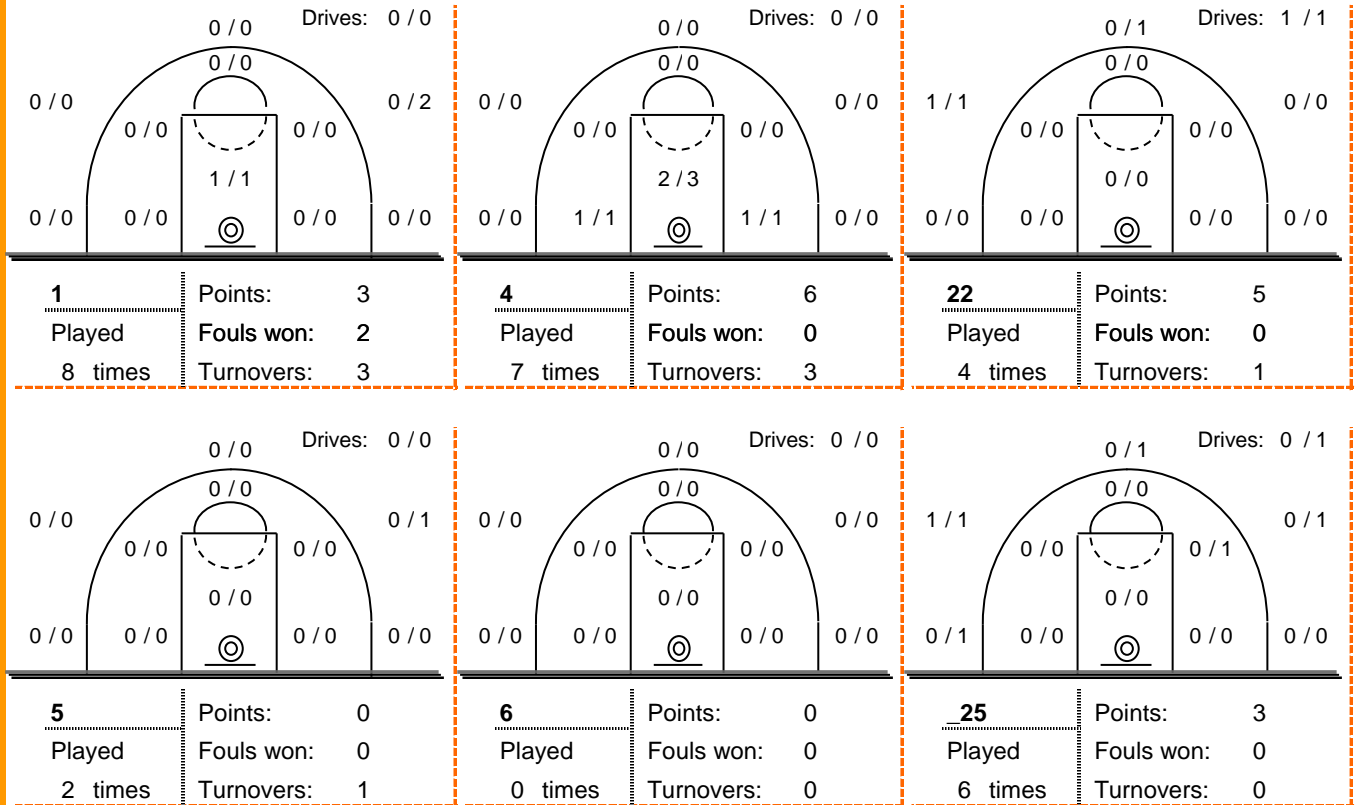 0 / 0 Drives: 0 / 0
0 / 0
0 / 0 0 / 2
0 / 0 0 / 0
1 / 1
0 / 0 0 / 0 0 / 0 0 / 0
1 Points: 3
Played Fouls won: 2
8 times Turnovers: 3
0 / 0 Drives: 0 / 0
0 / 0
0 / 0 0 / 0
0 / 0 0 / 0
2 / 3
0 / 0 1 / 1 1 / 1 0 / 0
4 Points: 6
Played Fouls won: 0
7 times Turnovers: 3
0 / 1 Drives: 1 / 1
0 / 0
1 / 1 0 / 0
0 / 0 0 / 0
0 / 0
0 / 0 0 / 0 0 / 0 0 / 0
22 Points: 5
Played Fouls won: 0
4 times Turnovers: 1
0 / 0 Drives: 0 / 0
0 / 0
0 / 0 0 / 1
0 / 0 0 / 0
0 / 0
0 / 0 0 / 0 0 / 0 0 / 0
5 Points: 0
Played Fouls won: 0
2 times Turnovers: 1
0 / 0 Drives: 0 / 0
0 / 0
0 / 0 0 / 0
0 / 0 0 / 0
0 / 0
0 / 0 0 / 0 0 / 0 0 / 0
6 Points: 0
Played Fouls won: 0
0 times Turnovers: 0
0 / 1 Drives: 0 / 1
0 / 0
1 / 1 0 / 1
0 / 0 0 / 1
0 / 0
0 / 1 0 / 0 0 / 0 0 / 0
_25 Points: 3
Played Fouls won: 0
6 times Turnovers: 0